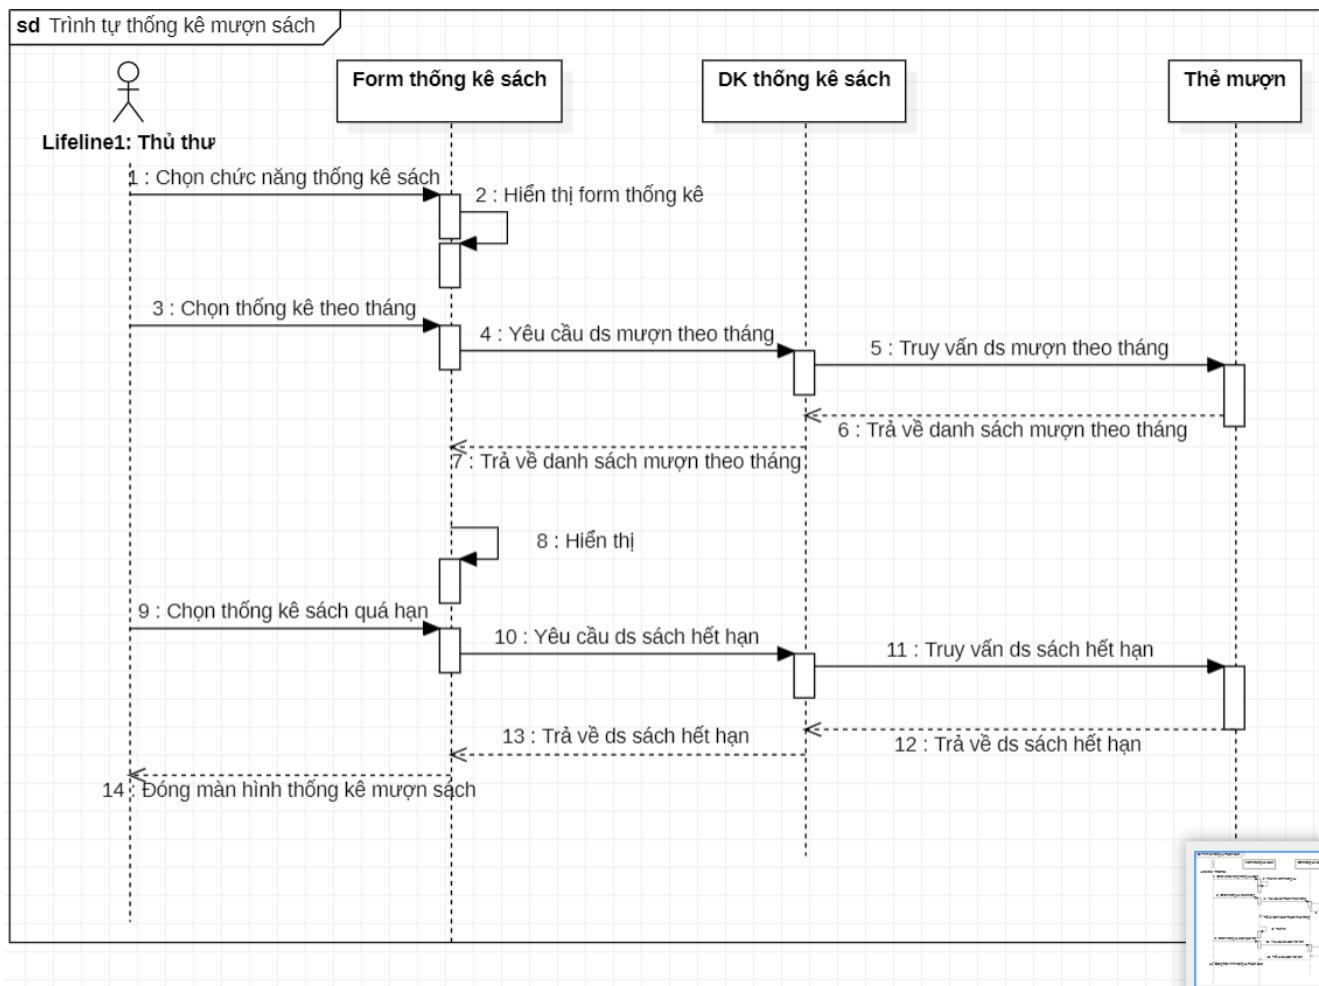 sd Trình tự thống kê mượn sách
Form thống kê sách
DK thống kê sách
Thẻ mượn
Lifeline1: Thủ thư
1 : Chọn chức năng thống kê sách
2 : Hiển thị form thống kê
3 : Chọn thống kê theo tháng
4 : Yêu cầu ds mượn theo tháng
5 : Truy vấn ds mượn theo tháng
6 : Trả về danh sách mượn theo tháng
7 : Trả về danh sách mượn theo tháng
8 : Hiển thị
9 : Chọn thống kê sách quá hạn
10 : Yêu cầu ds sách hết hạn
11 : Truy vấn ds sách hết hạn
12 : Trả về ds sách hết hạn
13 : Trả về ds sách hết hạn
14 : Đóng màn hình thống kê mượn sách